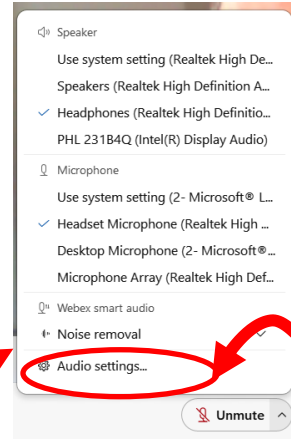 Speaker
Use system setting (Realtek High De...
Speakers (Realtek High Definition A...
Headphones (Realtek High Definitio...
PHL 231B4Q (Intel(R) Display Audio)
Microphone
Use system setting (2- Microsoft® L...
Headset Microphone (Realtek High ...
Desktop Microphone (2- Microsoft®...
Microphone Array (Realtek High Def...
Webex smart audio
Noise removal
Audio settings...
Unmute